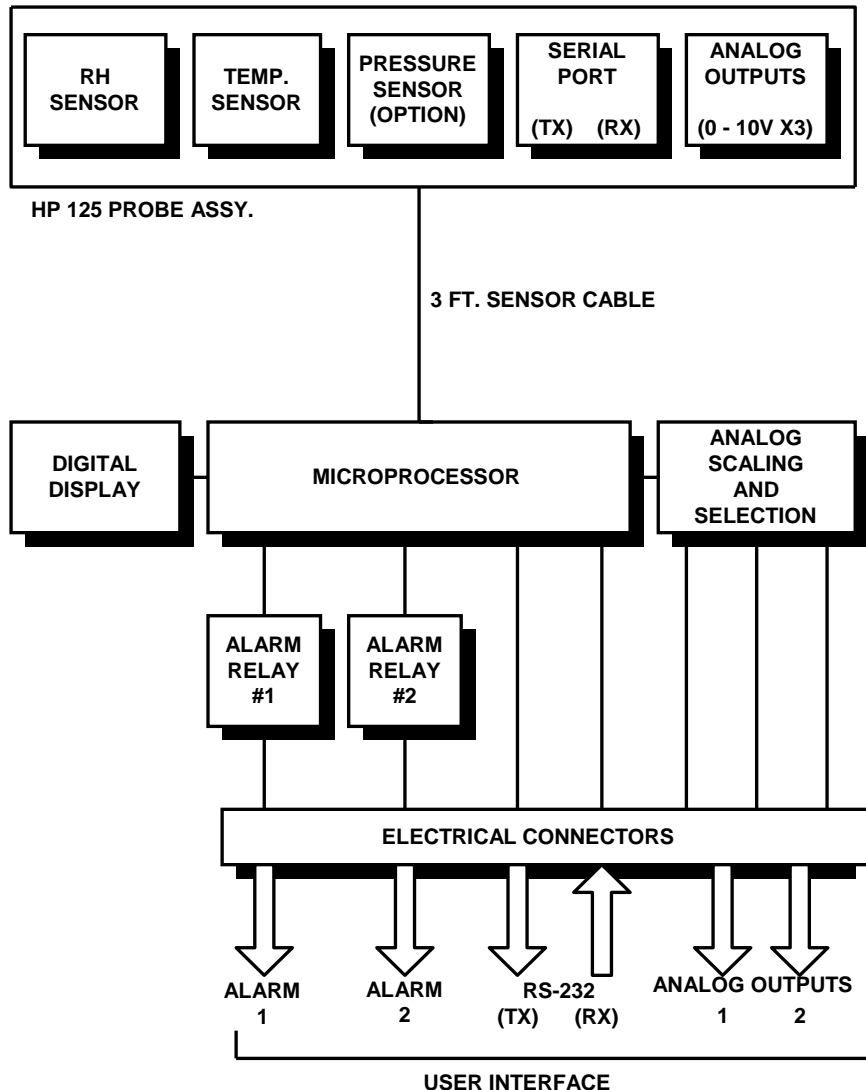 RH
SENSOR
TEMP.
SENSOR
PRESSURE
SENSOR
(OPTION)
SERIAL
PORT
(TX) (RX)
ANALOG
OUTPUTS
(0 - 10V X3)
HP 125 PROBE ASSY.
3 FT. SENSOR CABLE
DIGITAL
DISPLAY
MICROPROCESSOR
ANALOG
SCALING
AND
SELECTION
ALARM
RELAY
#1
ALARM
RELAY
#2
ELECTRICAL CONNECTORS
ALARM
1
ALARM
2
RS-232
(TX) (RX)
ANALOG OUTPUTS
1 2
USER INTERFACE